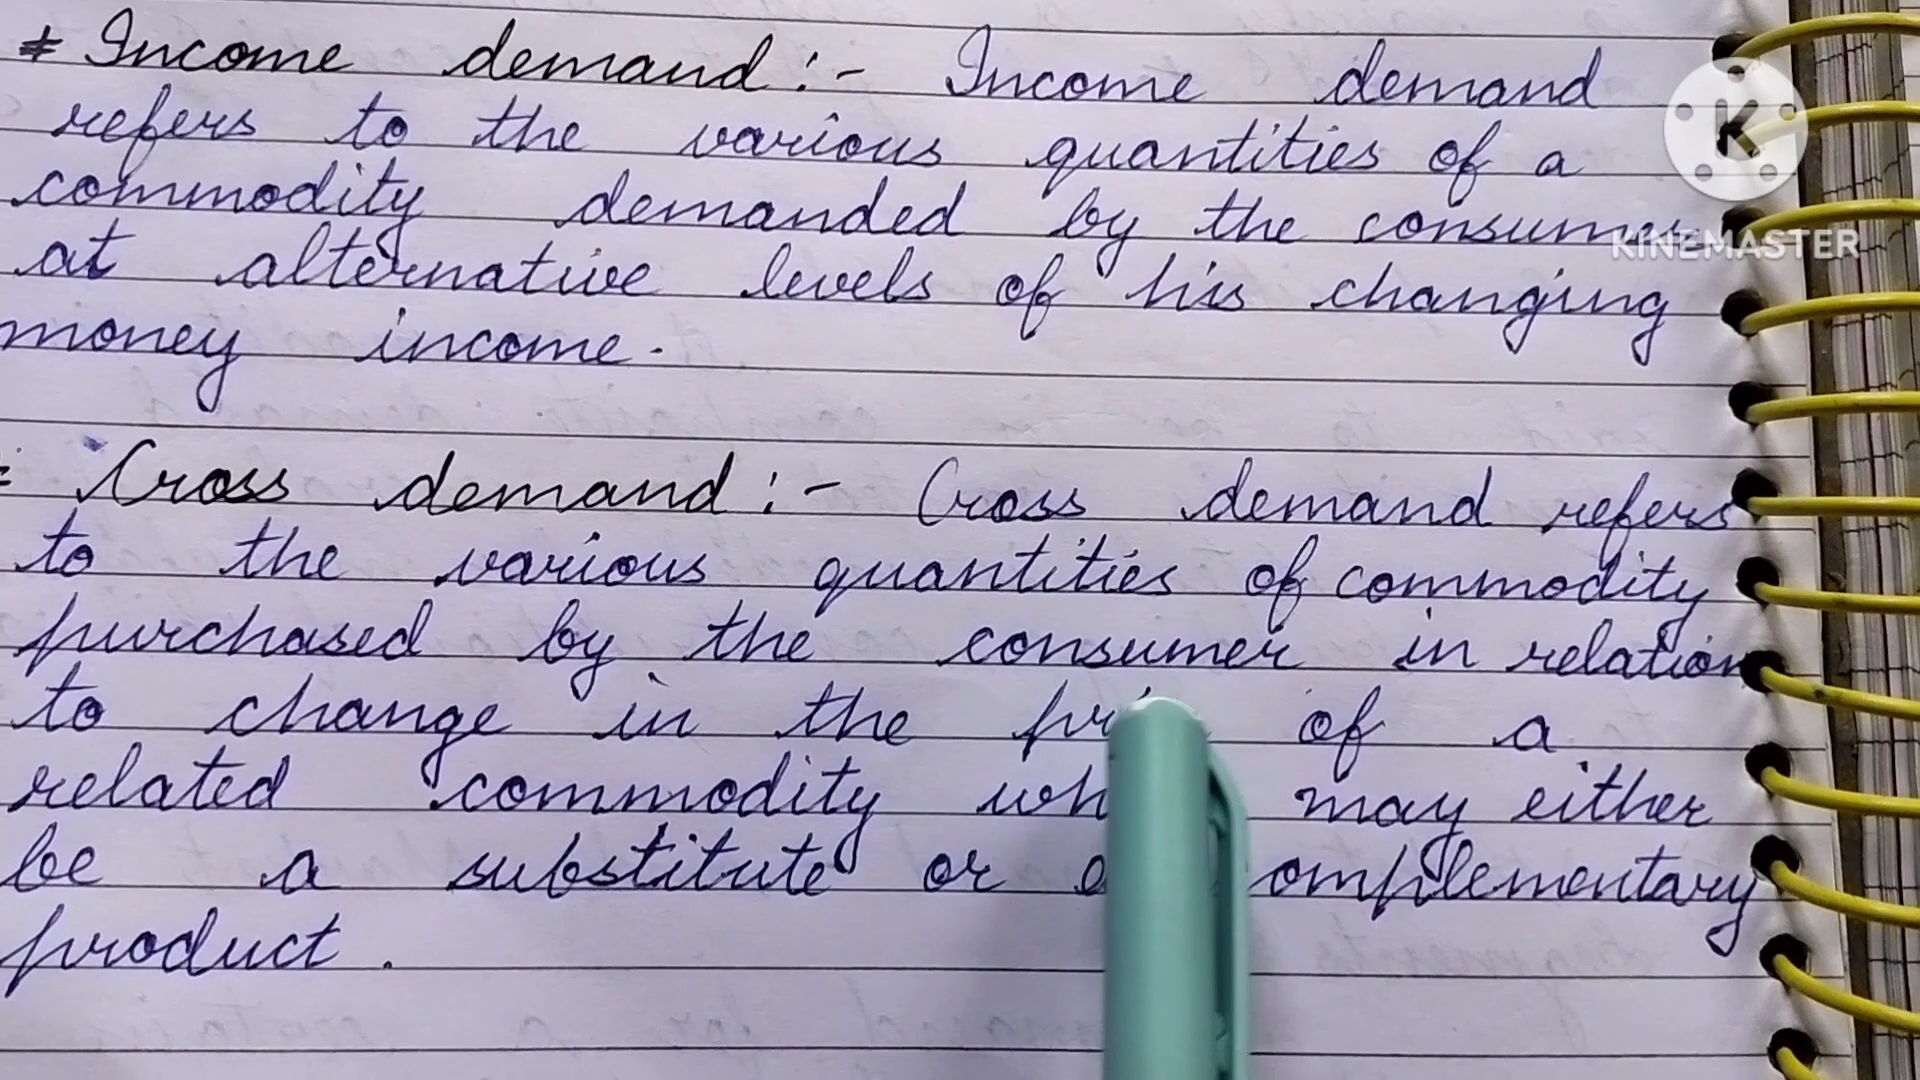 * Income demand :- Income demand
refers to the various quantities of a
commodity demanded by the consumer
at alternative levels of his changing
money income.
Cross demand :- Cross demand refers
to the various quantities of commodity
purchased by the consumer in relation
to change in the of a
related commodity may either
be a substitute or omplementary
product.
K
KINEMASTER